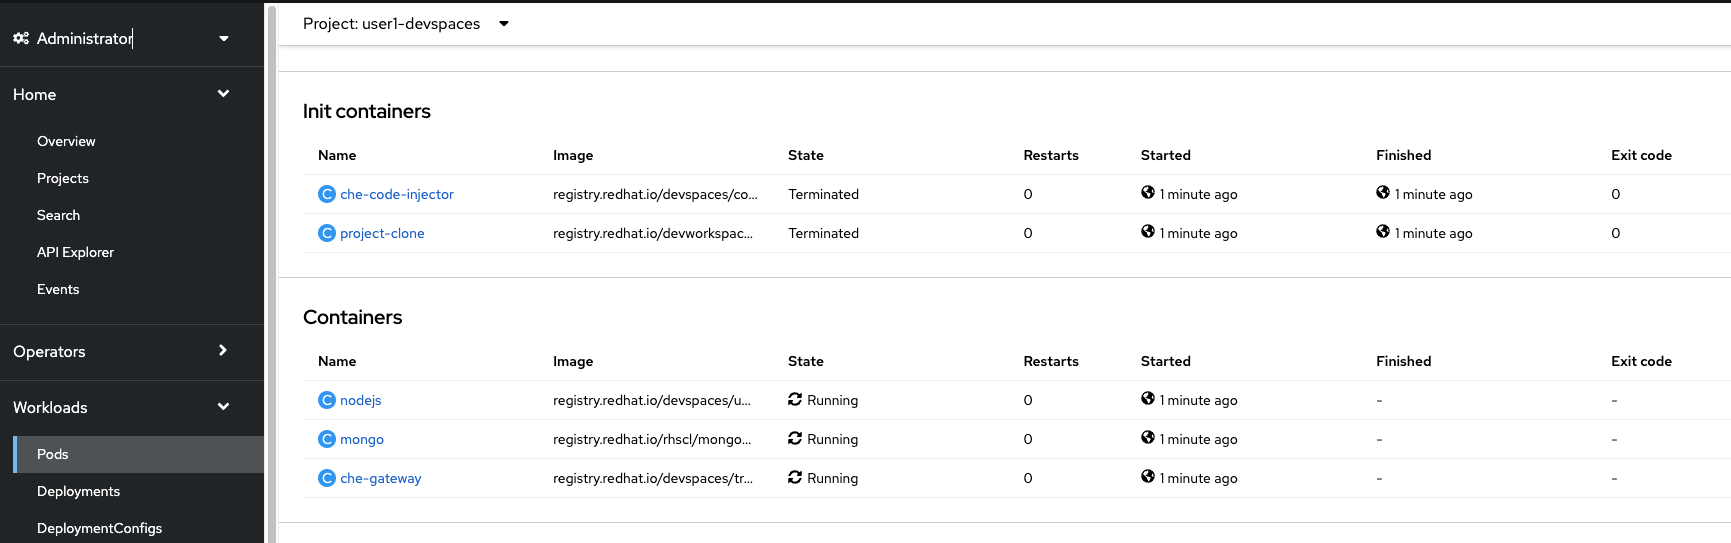 Administrator
Home
Overview
Projects
Search
API Explorer
Events
Operators
Workloads
Pods
Deployments
DeploymentConfigs
Project: user1-devspaces
Init containers
Name Image State Restarts Started Finished Exit code
C che-code-injector registry.redhat.io/devspaces/co... Terminated 0 1 minute ago 1 minute ago 0
C project-clone registry.redhat.io/devworkspac... Terminated 0 1 minute ago 1 minute ago 0
Containers
Name Image State Restarts Started Finished Exit code
C nodejs registry.redhat.io/devspaces/u... Running 0 1 minute ago - -
C mongo registry.redhat.io/rhscl/mongo... Running 0 1 minute ago - -
C che-gateway registry.redhat.io/devspaces/tr... Running 0 1 minute ago - -